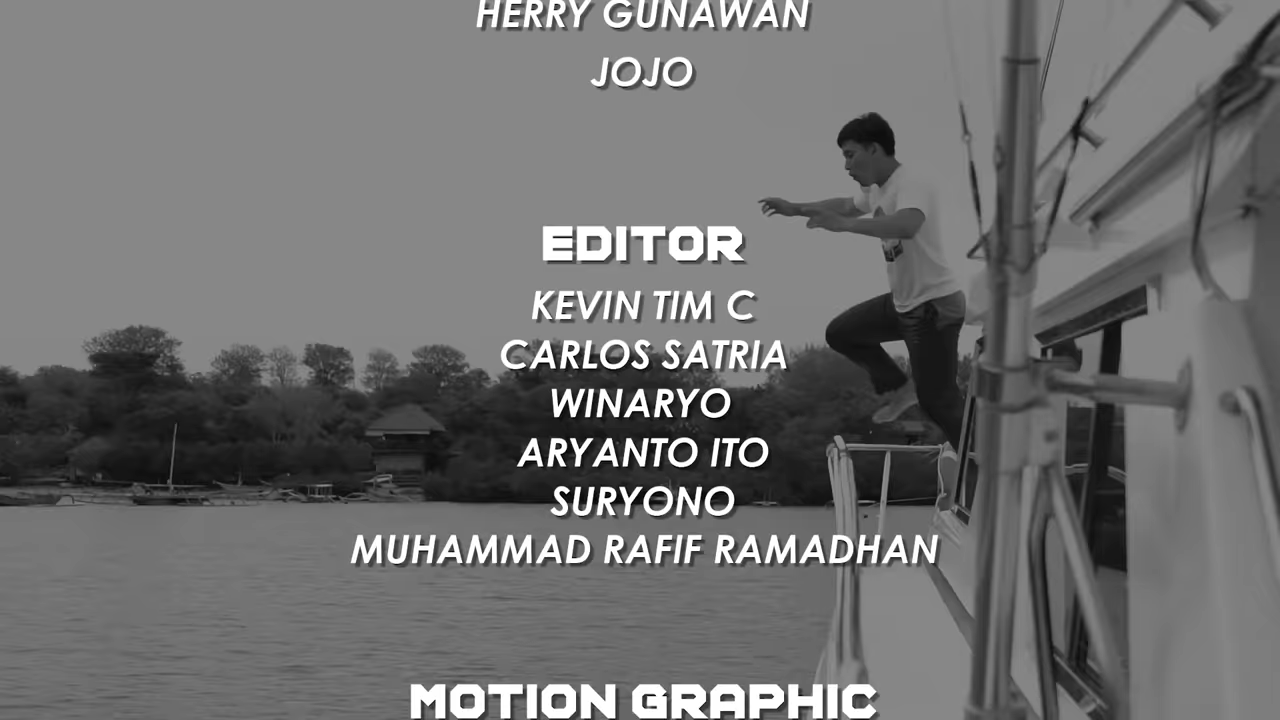 HERRY GUNAWAN
JOJO
EDITOR
KEVIN TIM C
CARLOS SATRIA
WINARYO
ARYANTO ITO
SURYONO
MUHAMMAD RAFIF RAMADHAN
MOTION GRAPHIC